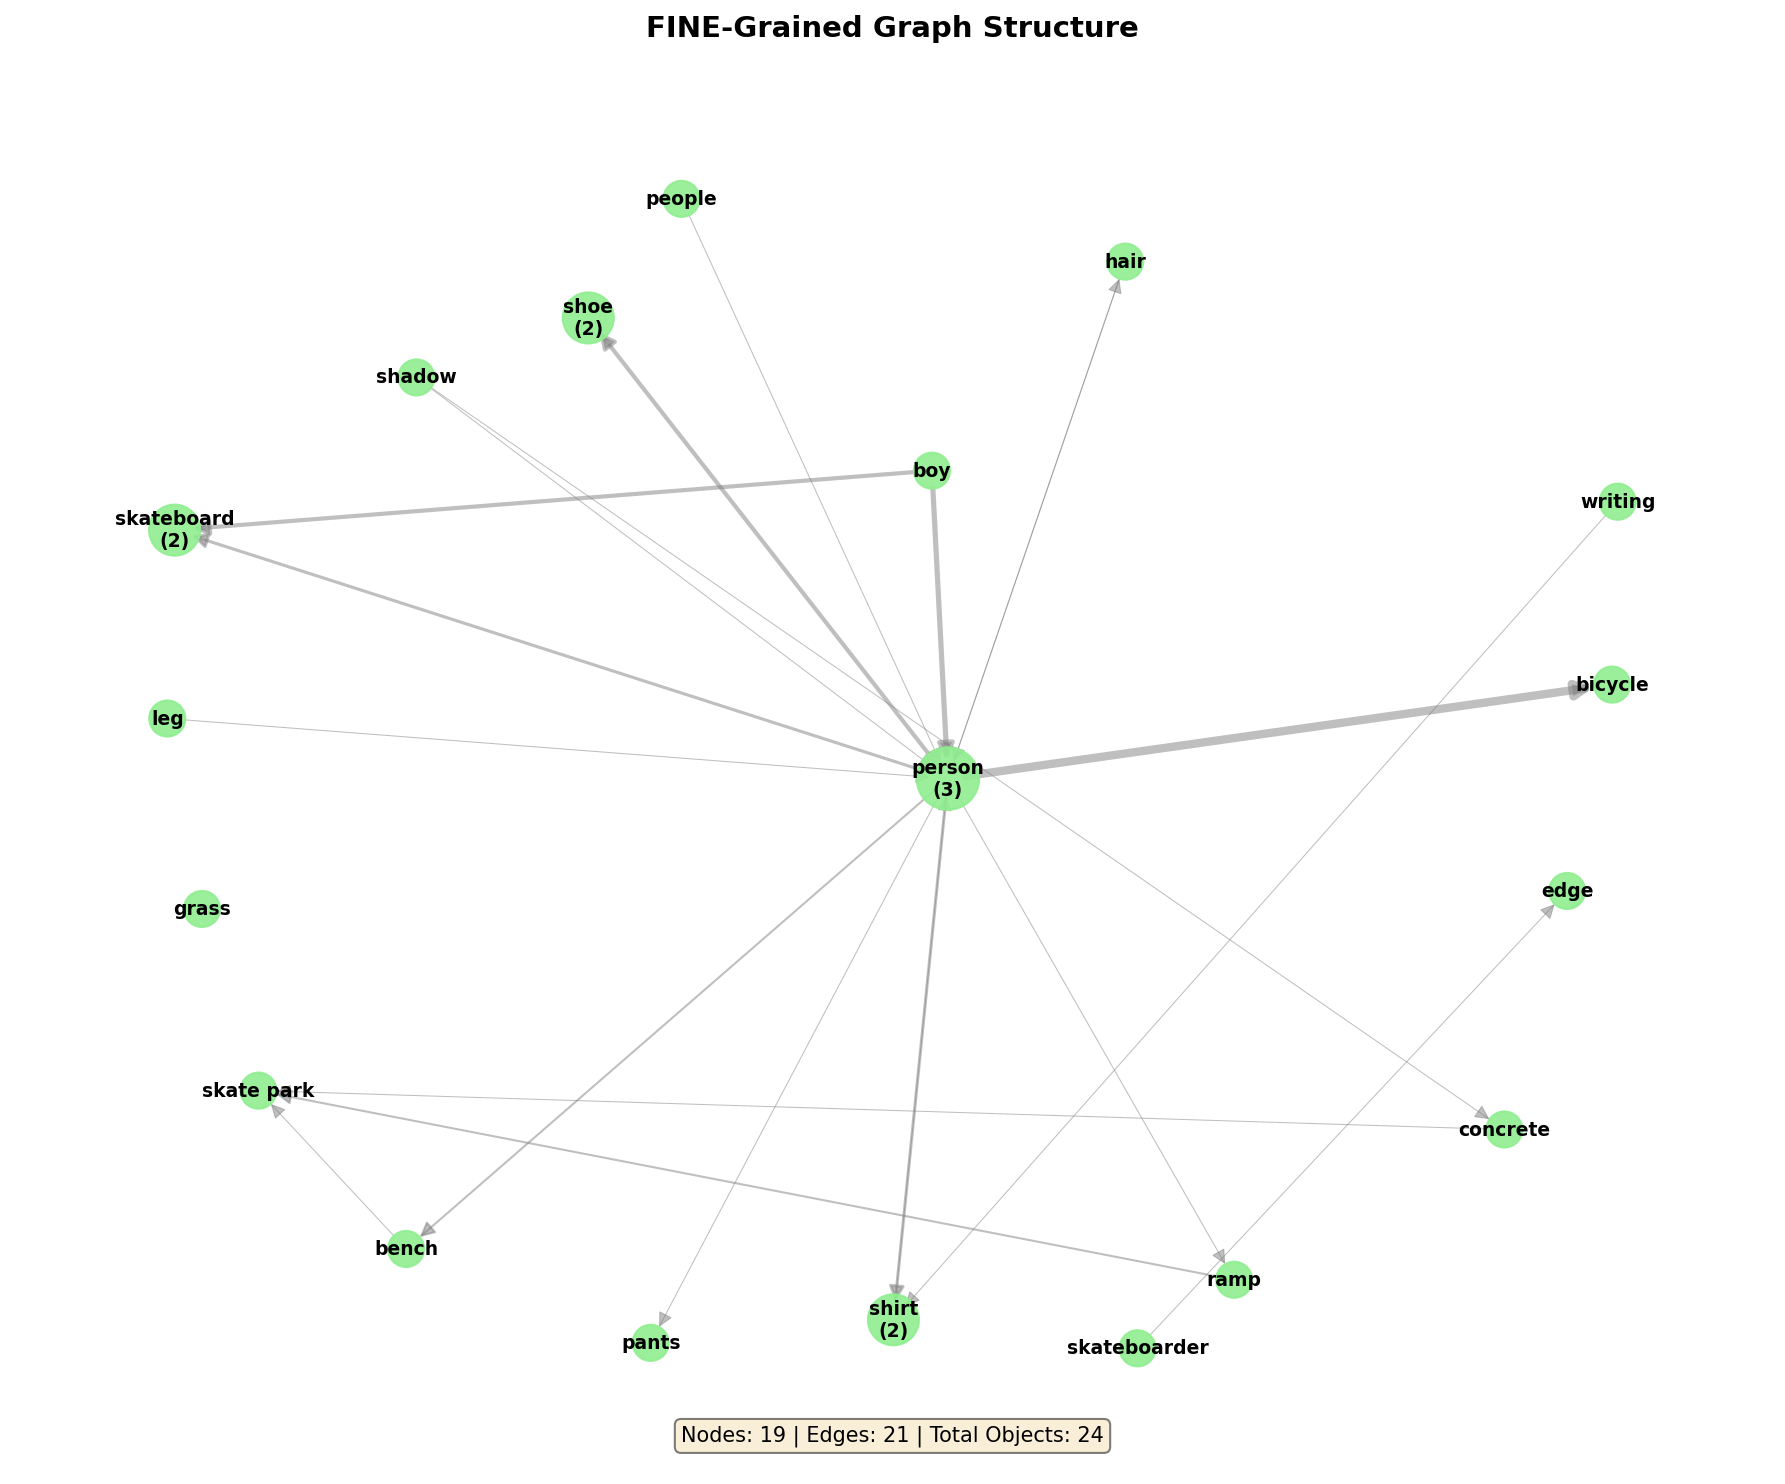 FINE-Grained Graph Structure
people
hair
shoe
(2)
shadow
boy
writing
skateboard
(2)
bicycle
leg
person
(3)
edge
grass
skate park
concrete
bench
ramp
shirt
(2)
pants
skateboarder
Nodes: 19 | Edges: 21 | Total Objects: 24